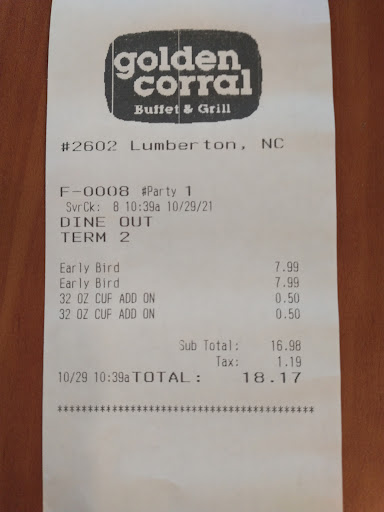 golden
corral
Buffet & Grill
#2602 Lumberton, NC
F-0008 #Party 1
SvrCk: 8 10:39a 10/29/21
DINE OUT
TERM 2
Early Bird 7.99
Early Bird 7.99
32 OZ CUF ADD ON 0.50
32 OZ CUF ADD ON 0.50
Sub Total: 16.98
Tax: 1.19
10/29 10:39a TOTAL: 18.17
*******************************************